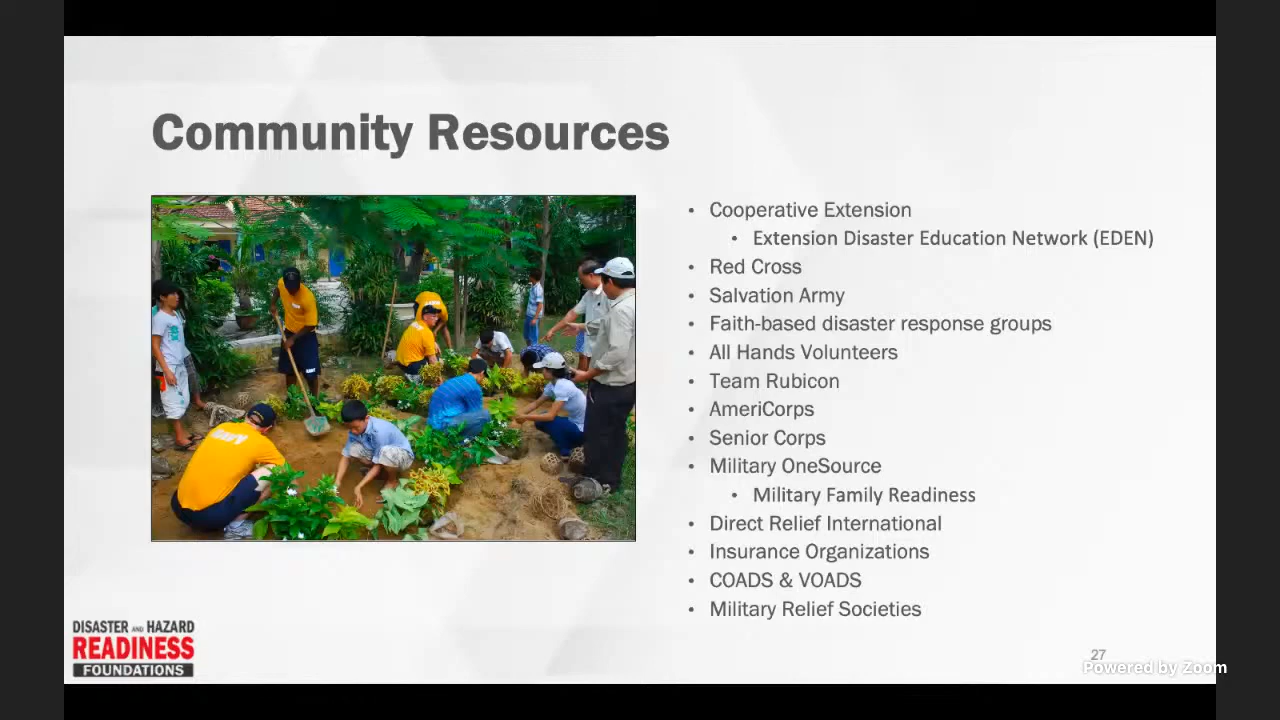 Community Resources
• Cooperative Extension
• Extension Disaster Education Network (EDEN)
• Red Cross
• Salvation Army
• Faith-based disaster response groups
• All Hands Volunteers
• Team Rubicon
• AmeriCorps
• Senior Corps
• Military OneSource
• Military Family Readiness
• Direct Relief International
• Insurance Organizations
• COADS & VOADS
• Military Relief Societies
NAVY
DISASTER AND HAZARD
READINESS
FOUNDATIONS
27
Powered by Zoom